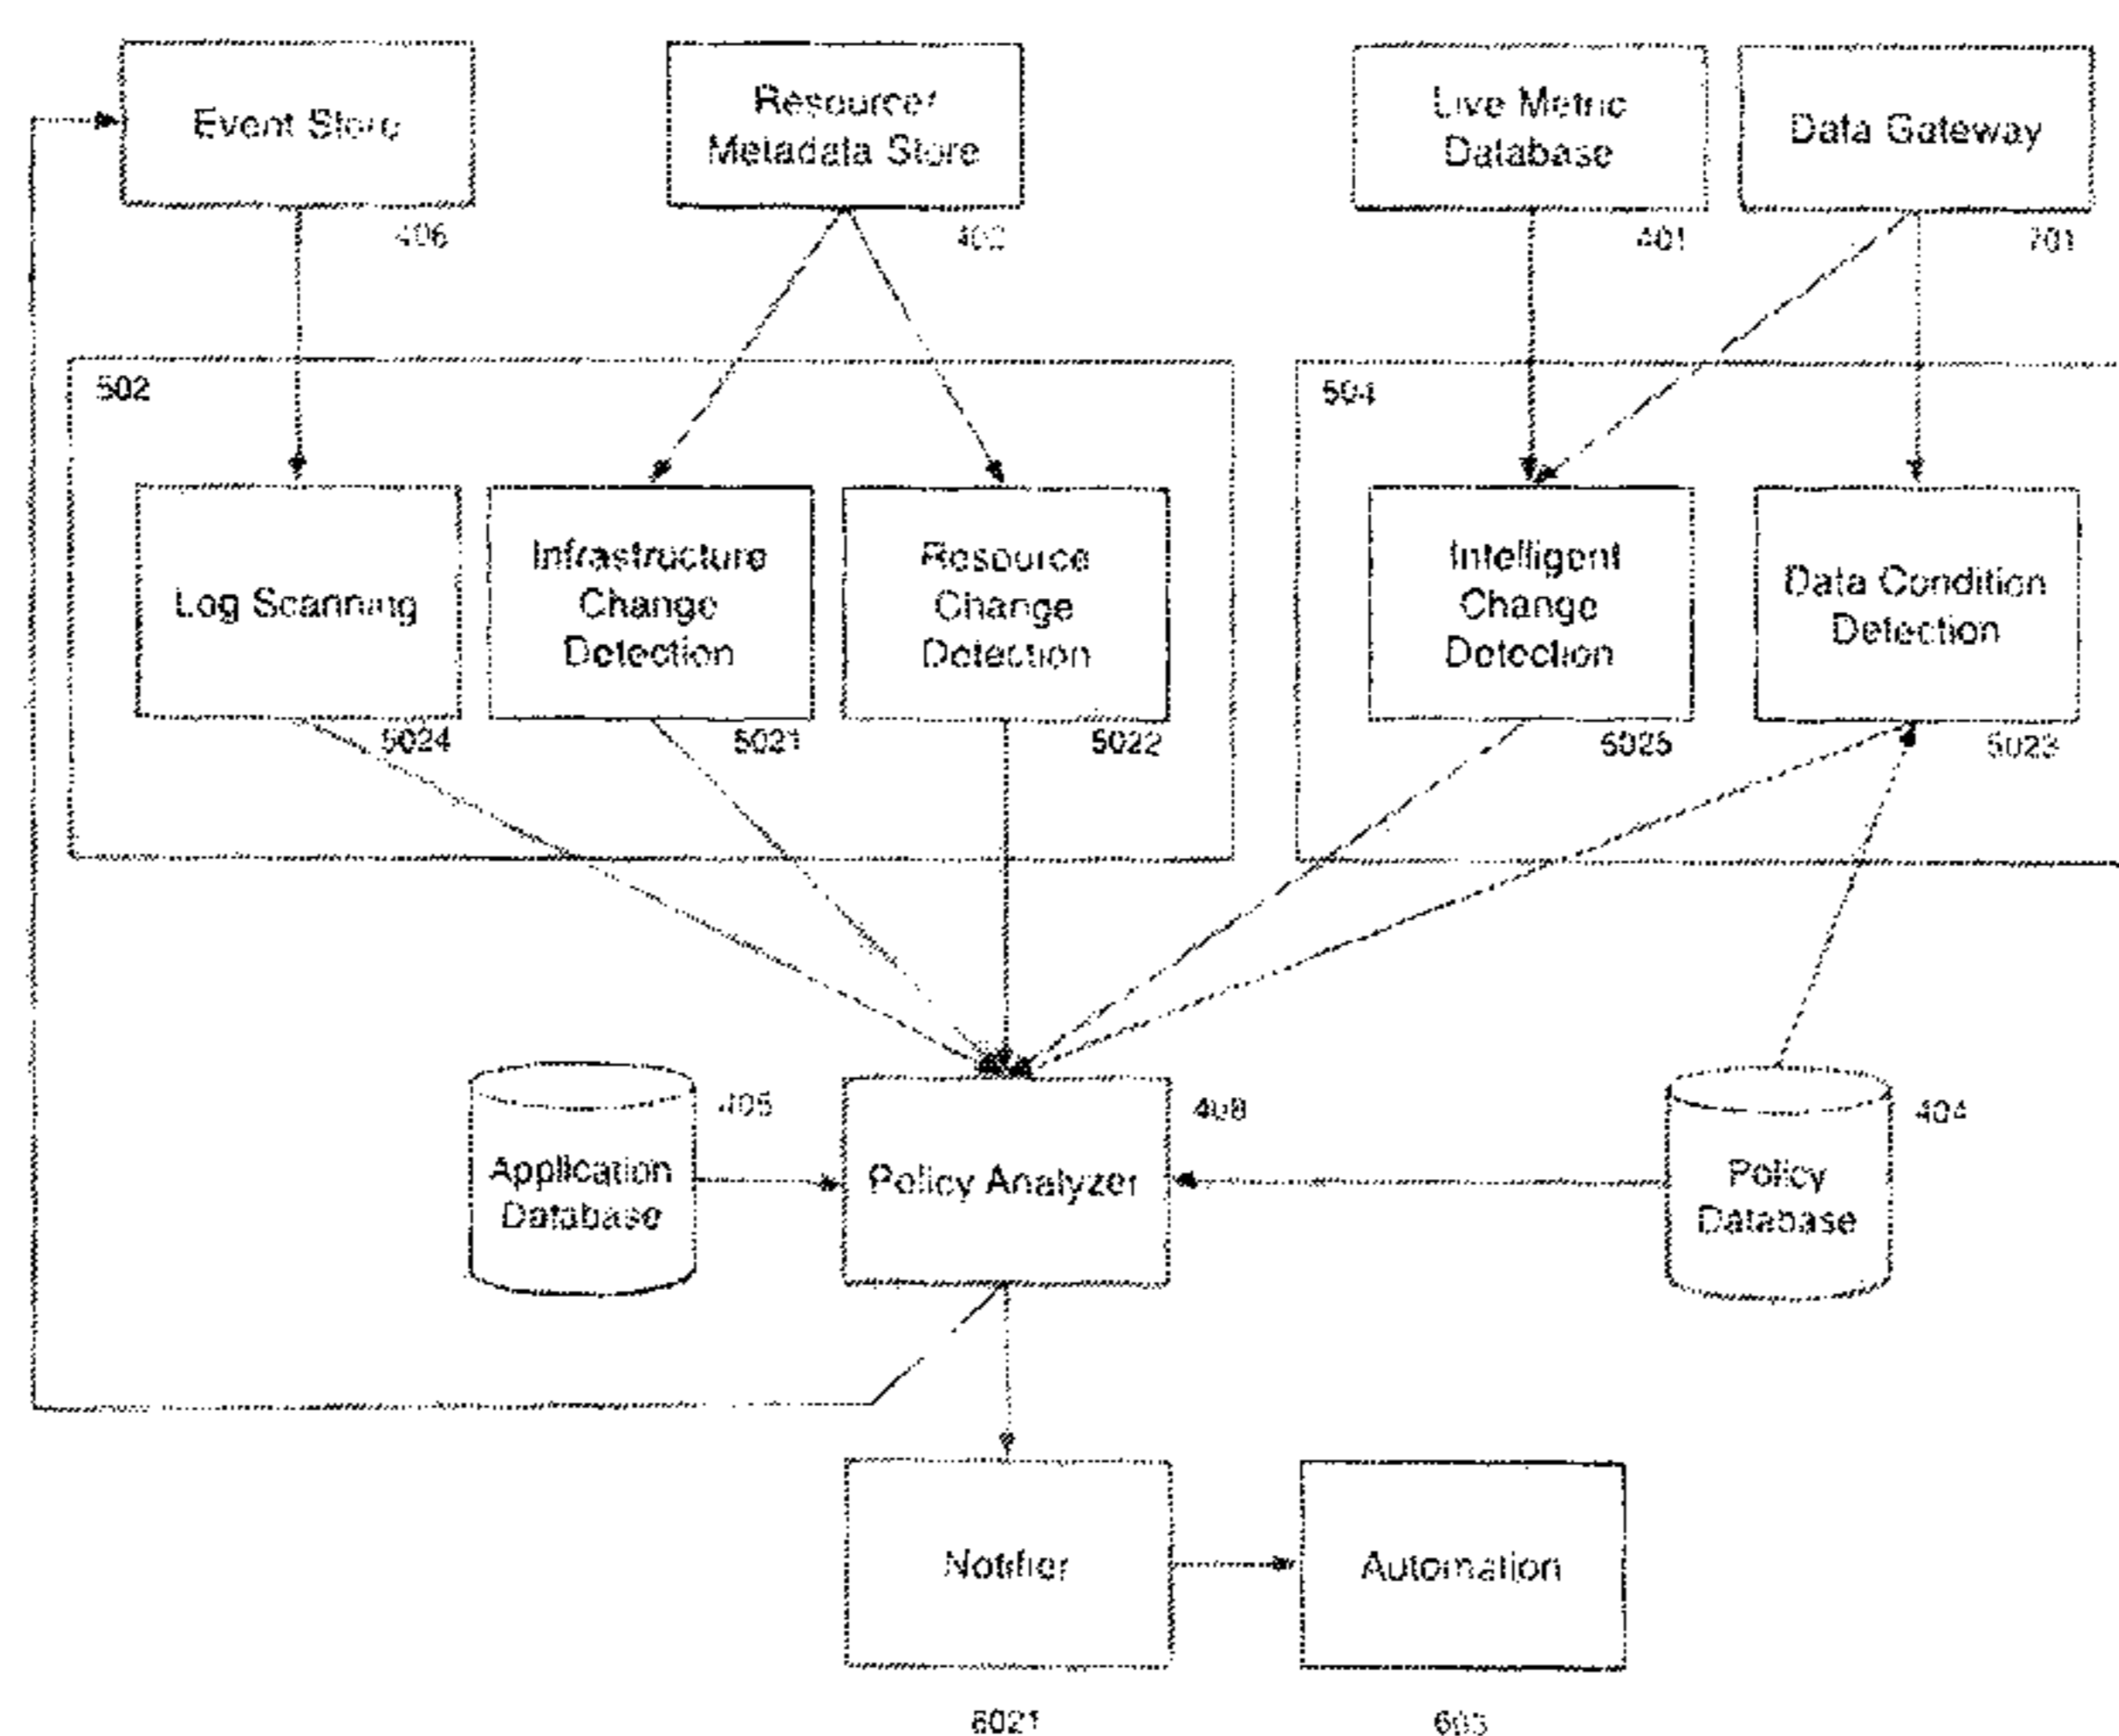 Event Store
406
Resource/
Metadata Store
Live Metric
Database
401
Data Gateway
701
502
504
Log Scanning
5024
Infrastructure
Change
Detection
5021
Resource
Change
Detection
5022
Intelligent
Change
Detection
5025
Data Condition
Detection
5023
Application
Database
405
Policy Analyzer
408
Policy
Database
404
Notifier
6021
Automation
603